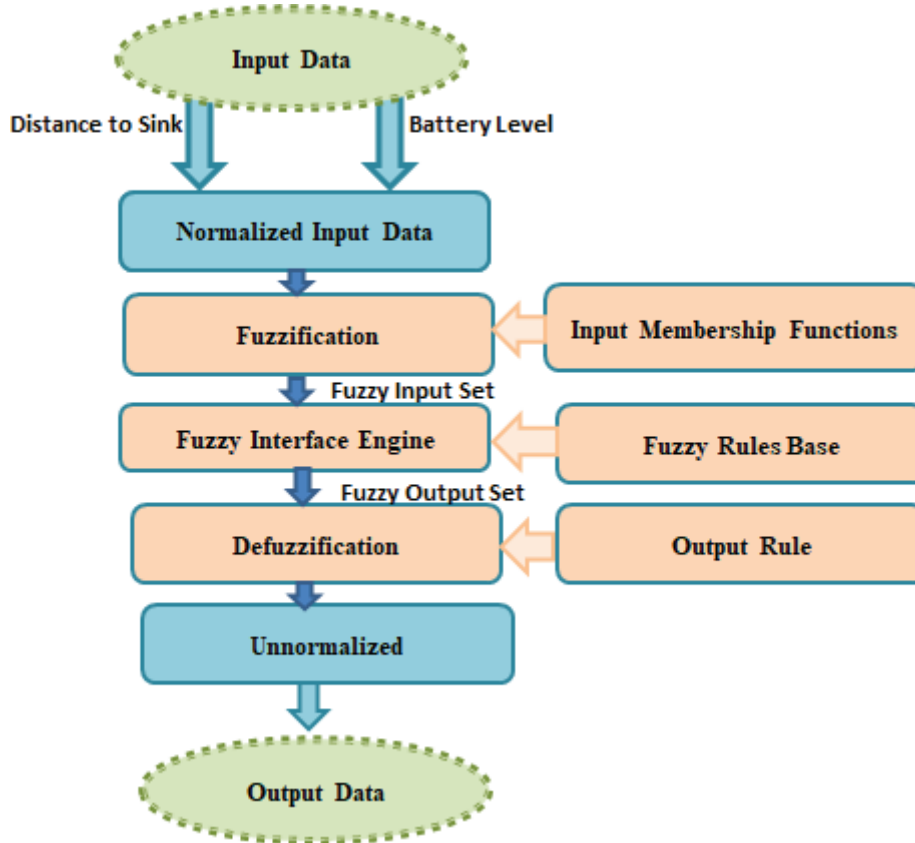 Input Data
Distance to Sink
Battery Level
Normalized Input Data
Fuzzification
Input Membership Functions
Fuzzy Input Set
Fuzzy Interface Engine
Fuzzy Rules Base
Fuzzy Output Set
Defuzzification
Output Rule
Unnormalized
Output Data